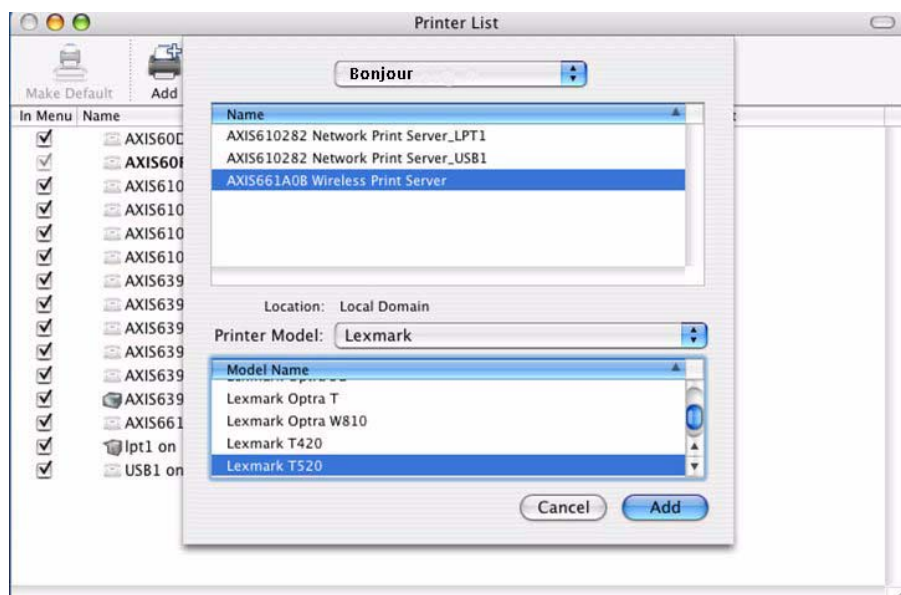 Printer List
Make Default
Add
In Menu Name
Bonjour
Name
AXIS610282 Network Print Server_LPT1
AXIS610282 Network Print Server_USB1
AXIS661A0B Wireless Print Server
Location: Local Domain
Printer Model: Lexmark
Model Name
Lexmark Optra T
Lexmark Optra W810
Lexmark T420
Lexmark T520
Cancel
Add
AXIS60
AXIS60
AXIS610
AXIS610
AXIS610
AXIS610
AXIS639
AXIS639
AXIS639
AXIS639
AXIS639
AXIS639
AXIS661
lpt1 on
USB1 on